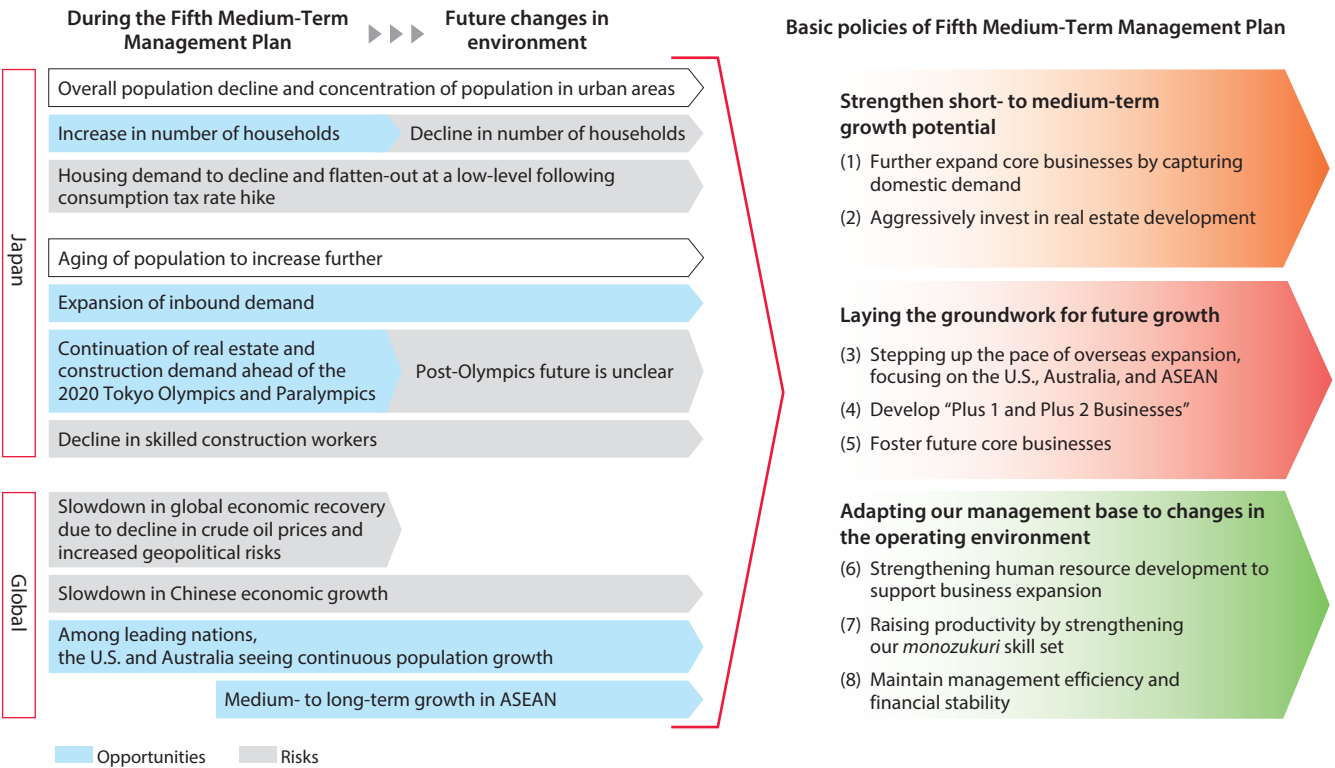 During the Fifth Medium-Term
Management Plan
Future changes in
environment
Basic policies of Fifth Medium-Term Management Plan
Japan
Overall population decline and concentration of population in urban areas
Increase in number of households
Decline in number of households
Housing demand to decline and flatten-out at a low-level following
consumption tax rate hike
Aging of population to increase further
Expansion of inbound demand
Continuation of real estate and
construction demand ahead of the
2020 Tokyo Olympics and Paralympics
Post-Olympics future is unclear
Decline in skilled construction workers
Global
Slowdown in global economic recovery
due to decline in crude oil prices and
increased geopolitical risks
Slowdown in Chinese economic growth
Among leading nations,
the U.S. and Australia seeing continuous population growth
Medium- to long-term growth in ASEAN
Opportunities
Risks
Strengthen short- to medium-term
growth potential
(1) Further expand core businesses by capturing
domestic demand
(2) Aggressively invest in real estate development
Laying the groundwork for future growth
(3) Stepping up the pace of overseas expansion,
focusing on the U.S., Australia, and ASEAN
(4) Develop “Plus 1 and Plus 2 Businesses”
(5) Foster future core businesses
Adapting our management base to changes in
the operating environment
(6) Strengthening human resource development to
support business expansion
(7) Raising productivity by strengthening
our monozukuri skill set
(8) Maintain management efficiency and
financial stability